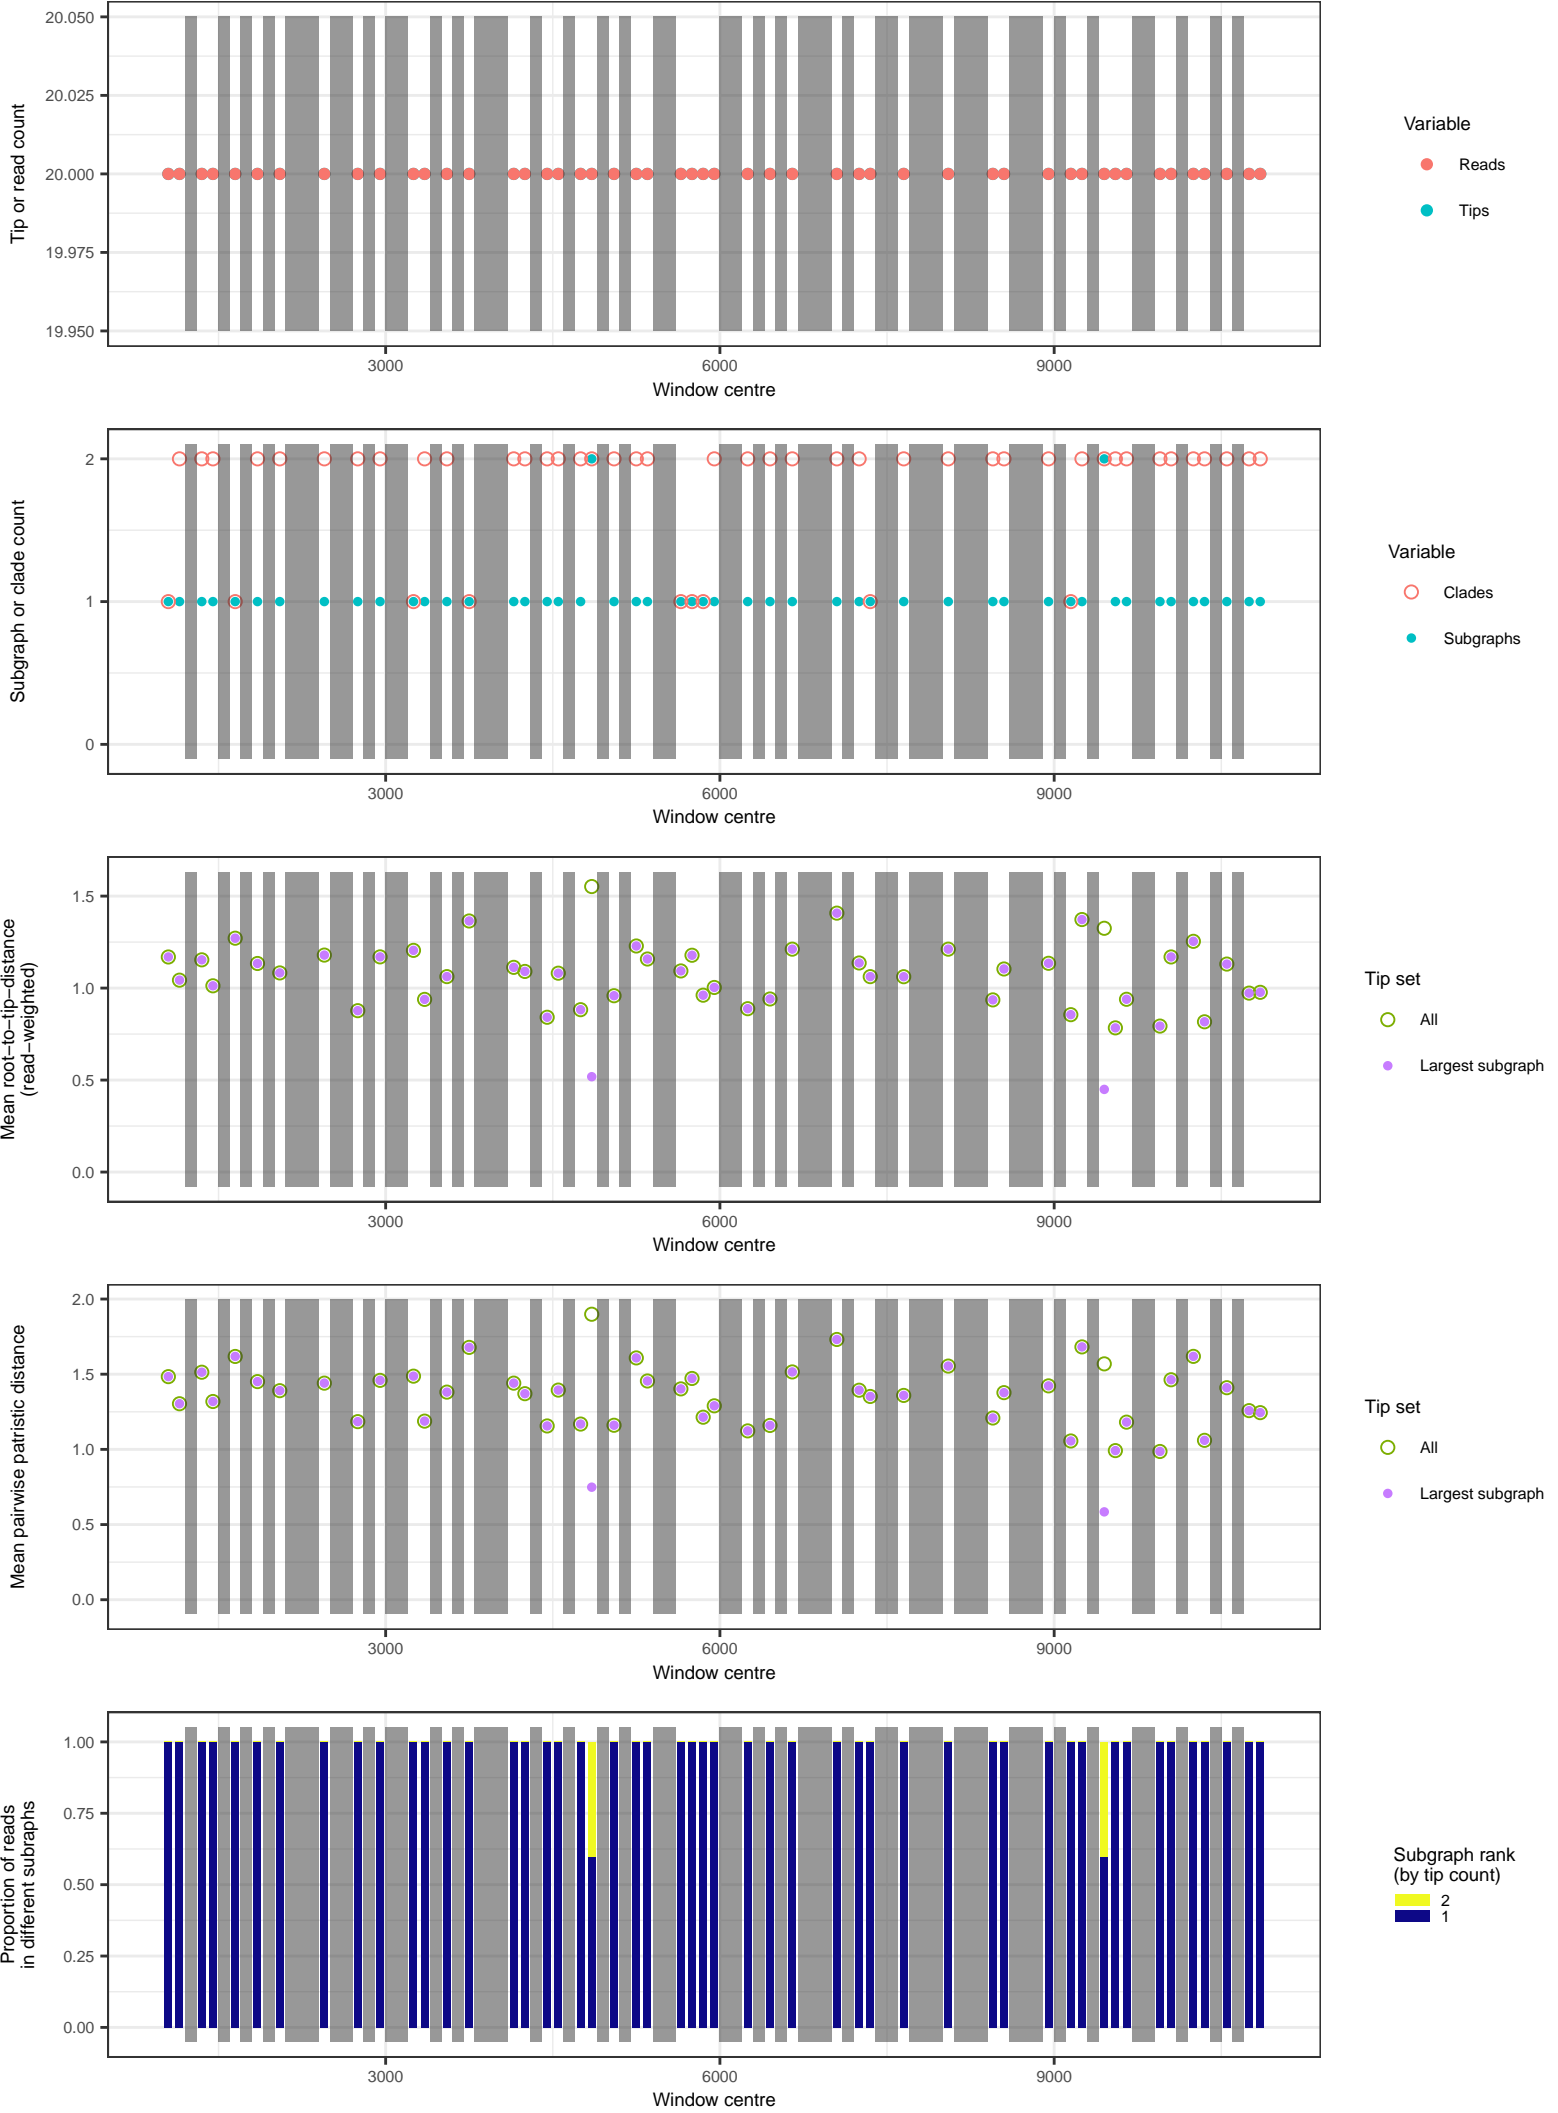 20.050
20.025
20.000
19.975
19.950
Tip or read count
3000
6000
9000
Window centre
Variable
Reads
Tips
2
1
0
Subgraph or clade count
3000
6000
9000
Window centre
Variable
Clades
Subgraphs
1.5
1.0
0.5
0.0
Mean root−to−tip−distance
(read−weighted)
3000
6000
9000
Window centre
Tip set
All
Largest subgraph
2.0
1.5
1.0
0.5
0.0
Mean pairwise patristic distance
3000
6000
9000
Window centre
Tip set
All
Largest subgraph
1.00
0.75
0.50
0.25
0.00
Proportion of reads
in different subraphs
3000
6000
9000
Window centre
Subgraph rank
(by tip count)
2
1